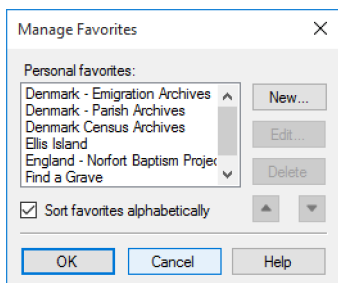 Manage Favorites
Personal favorites:
Denmark - Emigration Archives
Denmark - Parish Archives
Denmark Census Archives
Ellis Island
England - Norfort Baptism Projec
Find a Grave
New...
Edit...
Delete
Sort favorites alphabetically
OK
Cancel
Help